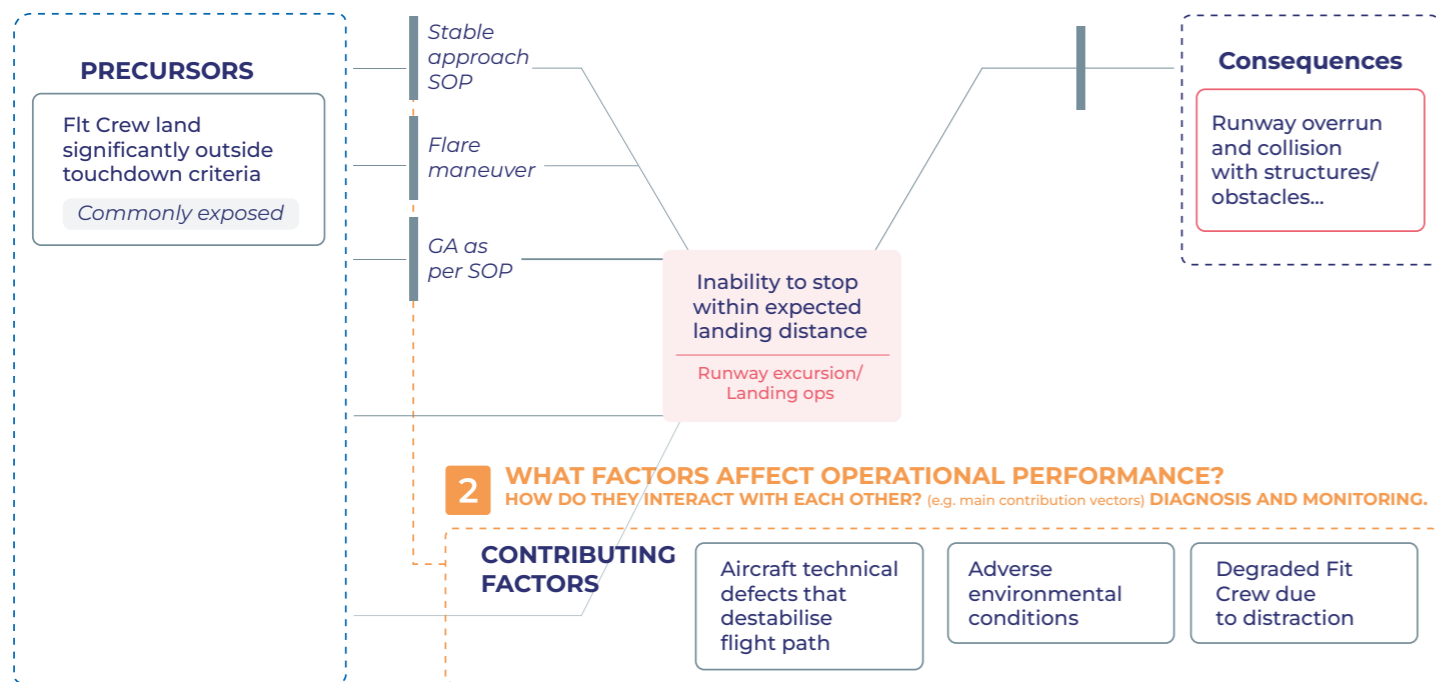 PRECURSORS
Flt Crew land
significantly outside
touchdown criteria
Commonly exposed
Stable
approach
SOP
Flare
maneuver
GA as
per SOP
Inability to stop
within expected
landing distance
Runway excursion/
Landing ops
Consequences
Runway overrun
and collision
with structures/
obstacles...
2
WHAT FACTORS AFFECT OPERATIONAL PERFORMANCE?
HOW DO THEY INTERACT WITH EACH OTHER? (e.g. main contribution vectors) DIAGNOSIS AND MONITORING.
CONTRIBUTING
FACTORS
Aircraft technical
defects that
destabilise
flight path
Adverse
environmental
conditions
Degraded Fit
Crew due
to distraction